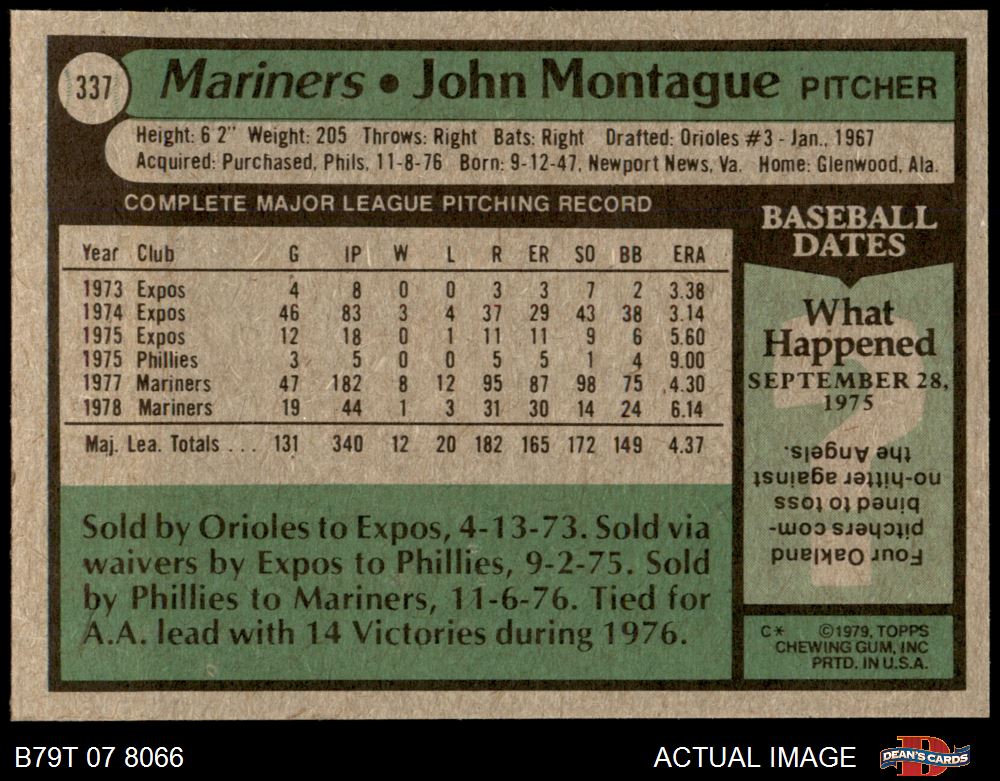 337
Mariners • John Montague PITCHER
Height: 6 2" Weight: 205 Throws: Right Bats: Right Drafted: Orioles #3 - Jan., 1967
Acquired: Purchased, Phils, 11-8-76 Born: 9-12-47, Newport News, Va. Home: Glenwood, Ala.
COMPLETE MAJOR LEAGUE PITCHING RECORD
Year Club G IP W L R ER SO BB ERA
1973 Expos 4 8 0 0 3 3 7 2 3.38
1974 Expos 46 83 3 4 37 29 43 38 3.14
1975 Expos 12 18 0 1 11 11 9 6 5.60
1975 Phillies 3 5 0 0 5 5 1 4 9.00
1977 Mariners 47 182 8 12 95 87 98 75 4.30
1978 Mariners 19 44 1 3 31 30 14 24 6.14
Maj. Lea. Totals . . . 131 340 12 20 182 165 172 149 4.37
Sold by Orioles to Expos, 4-13-73. Sold via
waivers by Expos to Phillies, 9-2-75. Sold
by Phillies to Mariners, 11-6-76. Tied for
A.A. lead with 14 Victories during 1976.
BASEBALL
DATES
What
Happened
SEPTEMBER 28,
1975
Four Oakland
pitchers com-
bined to toss
no-hitter against
the Angels.
C* ©1979, TOPPS
CHEWING GUM, INC
PRTD. IN U.S.A.
B79T 07 8066
ACTUAL IMAGE
DEAN'S CARDS